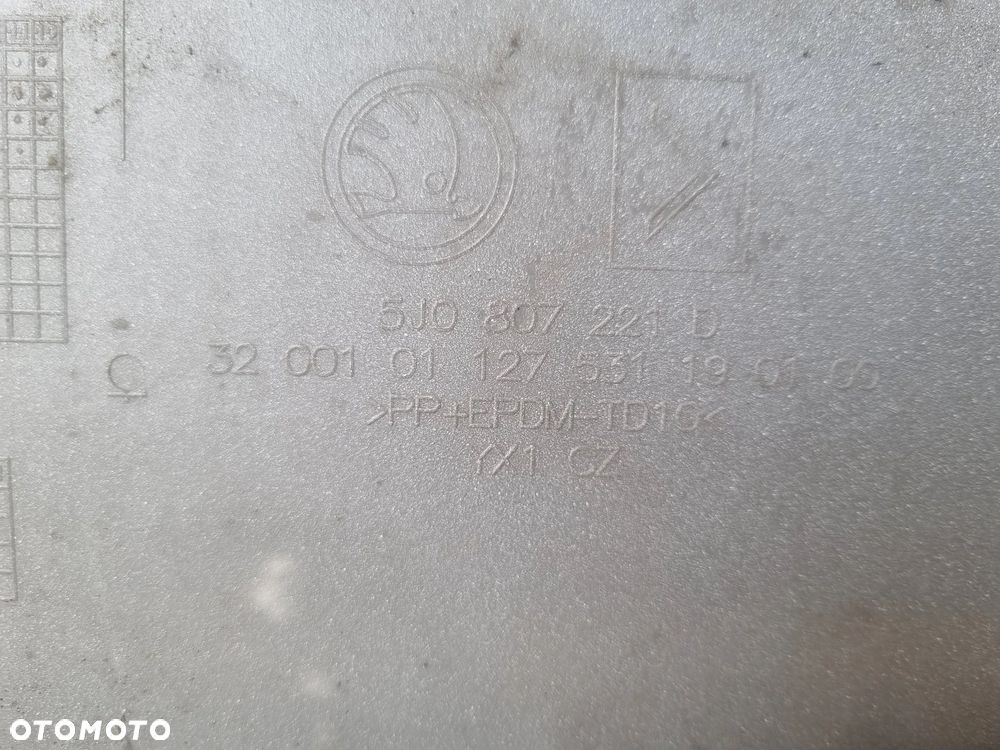 5J0 807 221 D
32 001 01 127 531 19 01 05
>PP+EPDM-TD10<
YX1 CZ
OTOMOTO